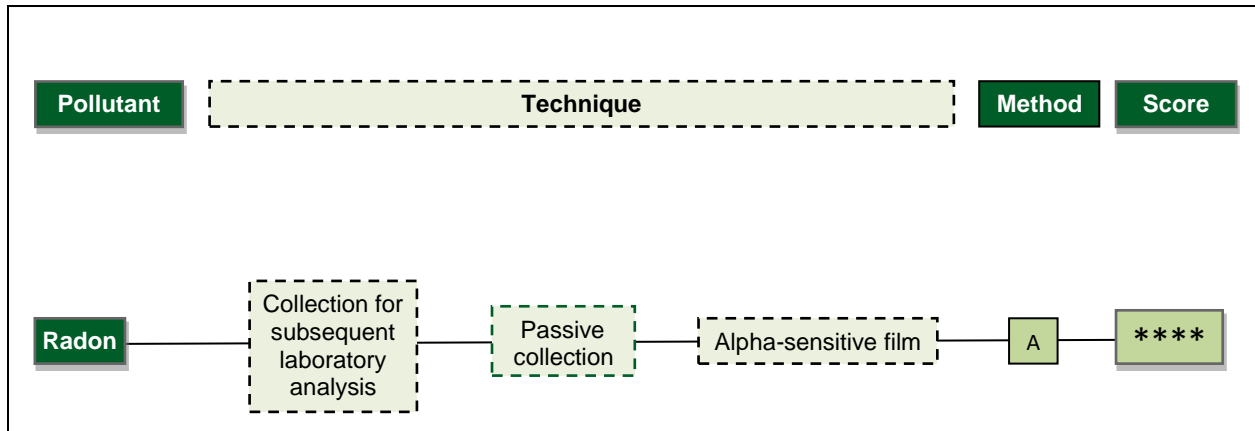 Pollutant
Technique
Method
Score
Radon
Collection for
subsequent
laboratory
analysis
Passive
collection
Alpha-sensitive film
A
****